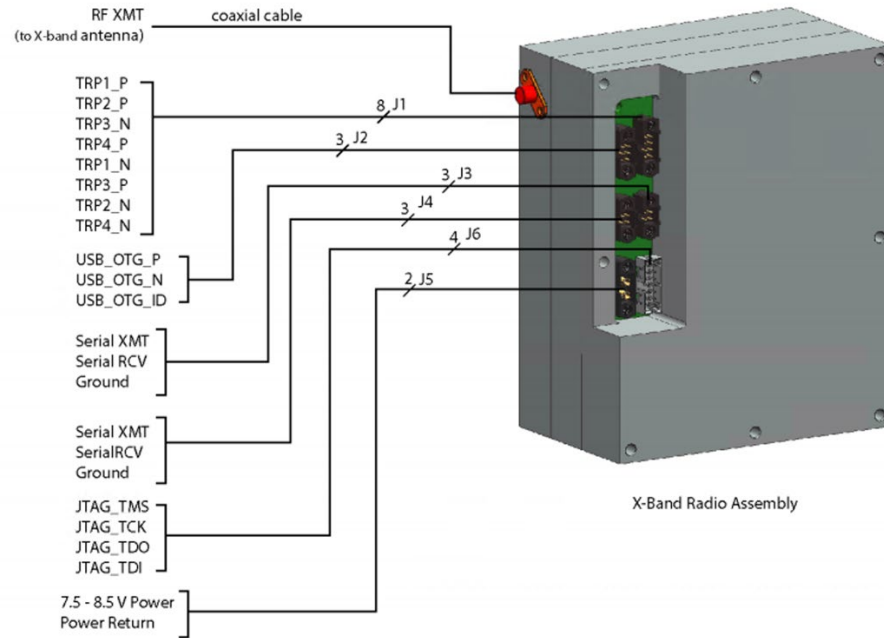 RF XMT
(to X-band antenna)
coaxial cable
TRP1_P
TRP2_P
TRP3_N
TRP4_P
TRP1_N
TRP3_P
TRP2_N
TRP4_N
8 J1
3 J2
3 J3
3 J4
4 J6
2 J5
USB_OTG_P
USB_OTG_N
USB_OTG_ID
Serial XMT
Serial RCV
Ground
Serial XMT
SerialRCV
Ground
JTAG_TMS
JTAG_TCK
JTAG_TDO
JTAG_TDI
7.5 - 8.5 V Power
Power Return
X-Band Radio Assembly